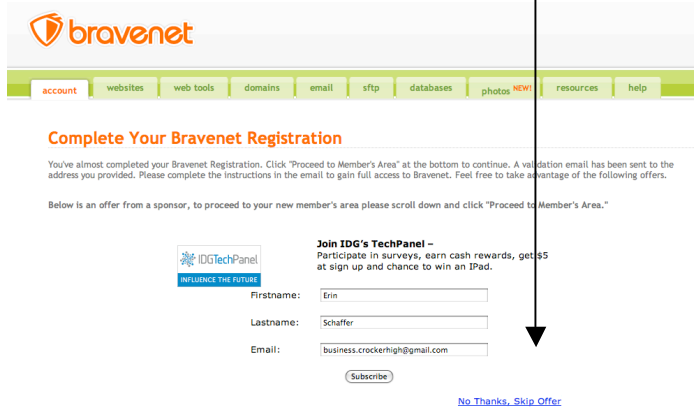 bravenet
account websites web tools domains email sftp databases photos NEW! resources help
Complete Your Bravenet Registration
You've almost completed your Bravenet Registration. Click "Proceed to Member's Area" at the bottom to continue. A validation email has been sent to the
address you provided. Please complete the instructions in the email to gain full access to Bravenet. Feel free to take advantage of the following offers.
Below is an offer from a sponsor, to proceed to your new member's area please scroll down and click "Proceed to Member's Area."
IDGTechPanel
INFLUENCE THE FUTURE
Join IDG's TechPanel –
Participate in surveys, earn cash rewards, get $5
at sign up and chance to win an IPad.
Firstname: Erin
Lastname: Schaffer
Email: business.crockerhigh@gmail.com
Subscribe
No Thanks, Skip Offer